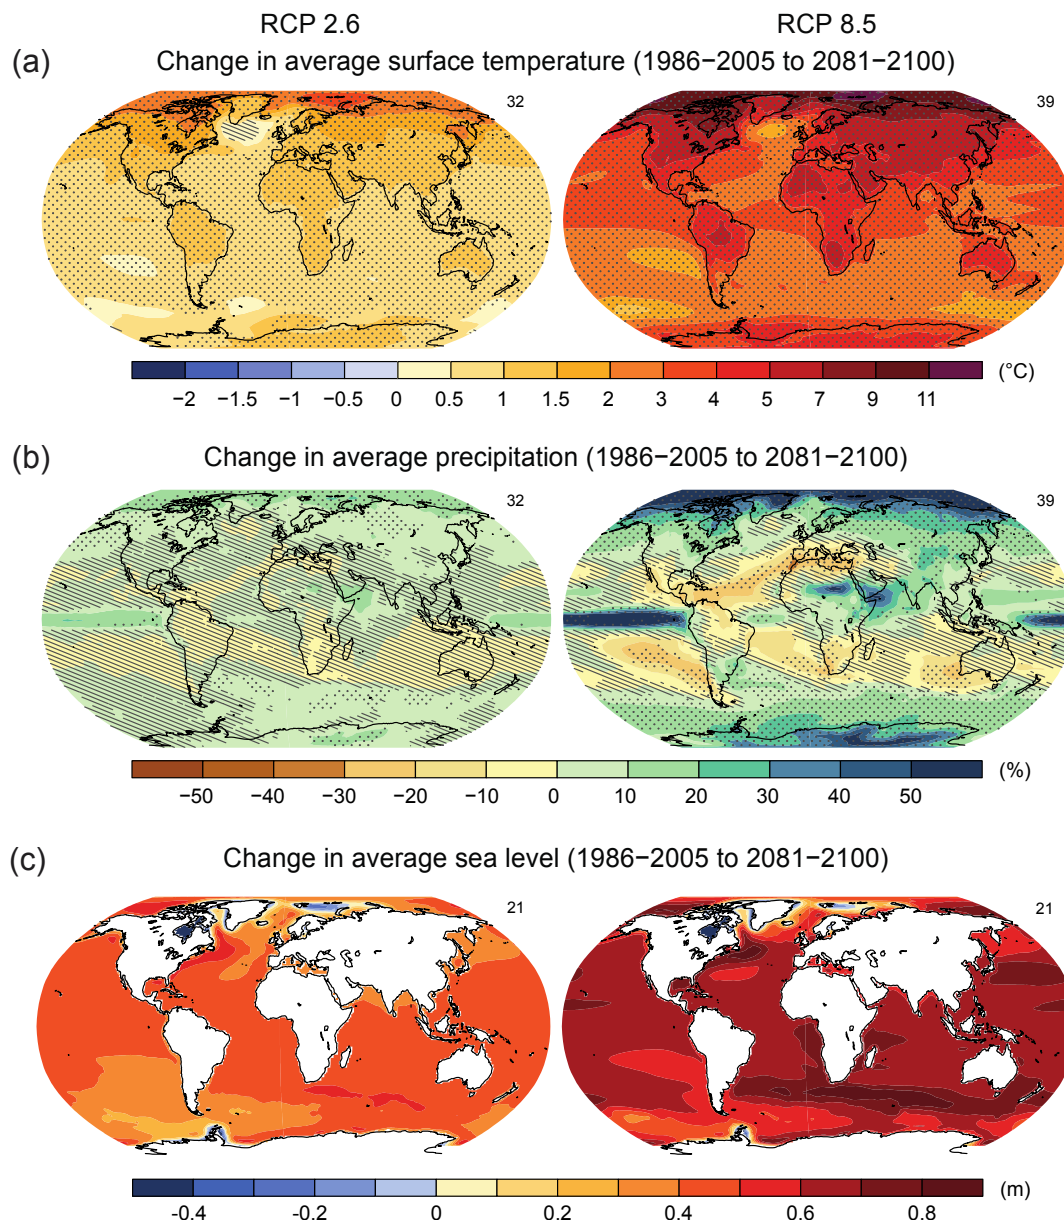 RCP 2.6 RCP 8.5
(a) Change in average surface temperature (1986−2005 to 2081−2100)
32 39
−2 −1.5 −1 −0.5 0 0.5 1 1.5 2 3 4 5 7 9 11 (°C)
(b) Change in average precipitation (1986−2005 to 2081−2100)
32 39
−50 −40 −30 −20 −10 0 10 20 30 40 50 (%)
(c) Change in average sea level (1986−2005 to 2081−2100)
21 21
-0.4 -0.2 0 0.2 0.4 0.6 0.8 (m)